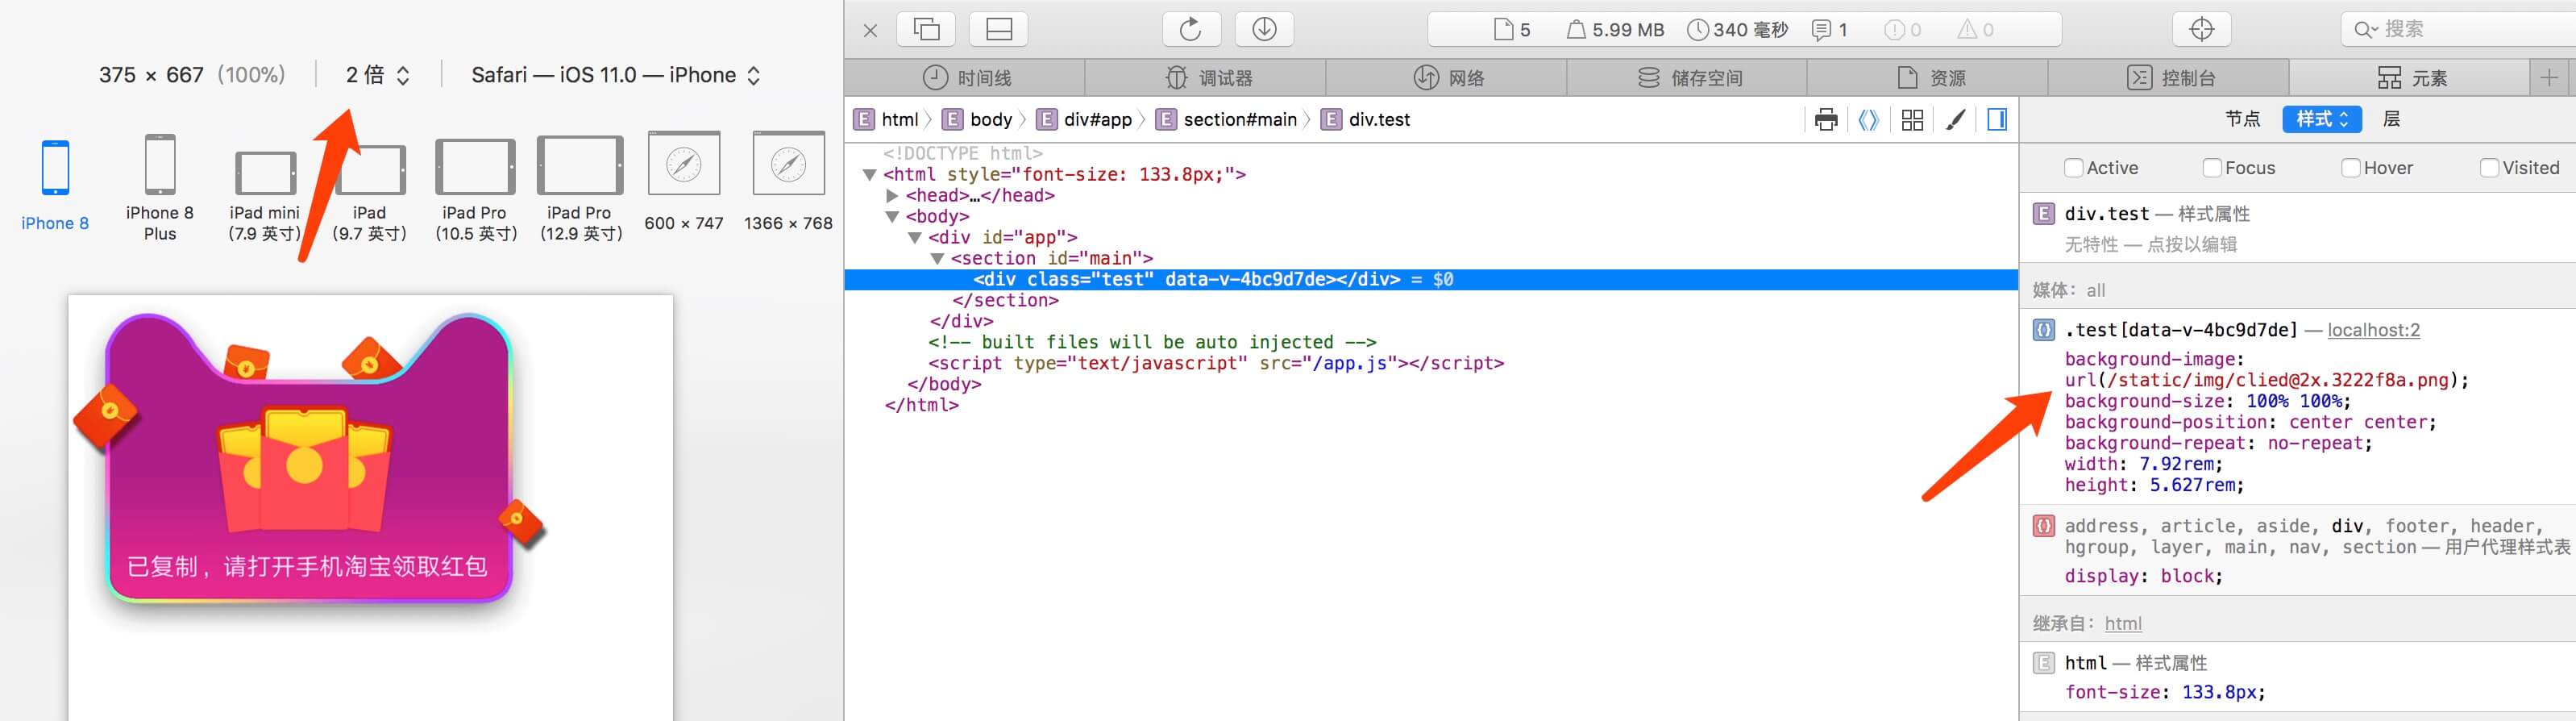 375 × 667 (100%)
2 倍
Safari — iOS 11.0 — iPhone
iPhone 8
iPhone 8
Plus
iPad mini
(7.9 英寸)
iPad
(9.7 英寸)
iPad Pro
(10.5 英寸)
iPad Pro
(12.9 英寸)
600 × 747
1366 × 768
已复制，请打开手机淘宝领取红包
5
5.99 MB
340 毫秒
1
0
0
搜索
时间线
调试器
网络
储存空间
资源
控制台
元素
E html
E body
E div#app
E section#main
E div.test
<!DOCTYPE html>
<html style="font-size: 133.8px;">
<head>…</head>
<body>
<div id="app">
<section id="main">
<div class="test" data-v-4bc9d7de></div> = $0
</section>
</div>
<!-- built files will be auto injected -->
<script type="text/javascript" src="/app.js"></script>
</body>
</html>
节点
样式
层
Active
Focus
Hover
Visited
E div.test — 样式属性
无特性 — 点按以编辑
媒体: all
.test[data-v-4bc9d7de] — localhost:2
background-image:
url(/static/img/clied@2x.3222f8a.png);
background-size: 100% 100%;
background-position: center center;
background-repeat: no-repeat;
width: 7.92rem;
height: 5.627rem;
address, article, aside, div, footer, header,
hgroup, layer, main, nav, section — 用户代理样式表
display: block;
继承自: html
E html — 样式属性
font-size: 133.8px;